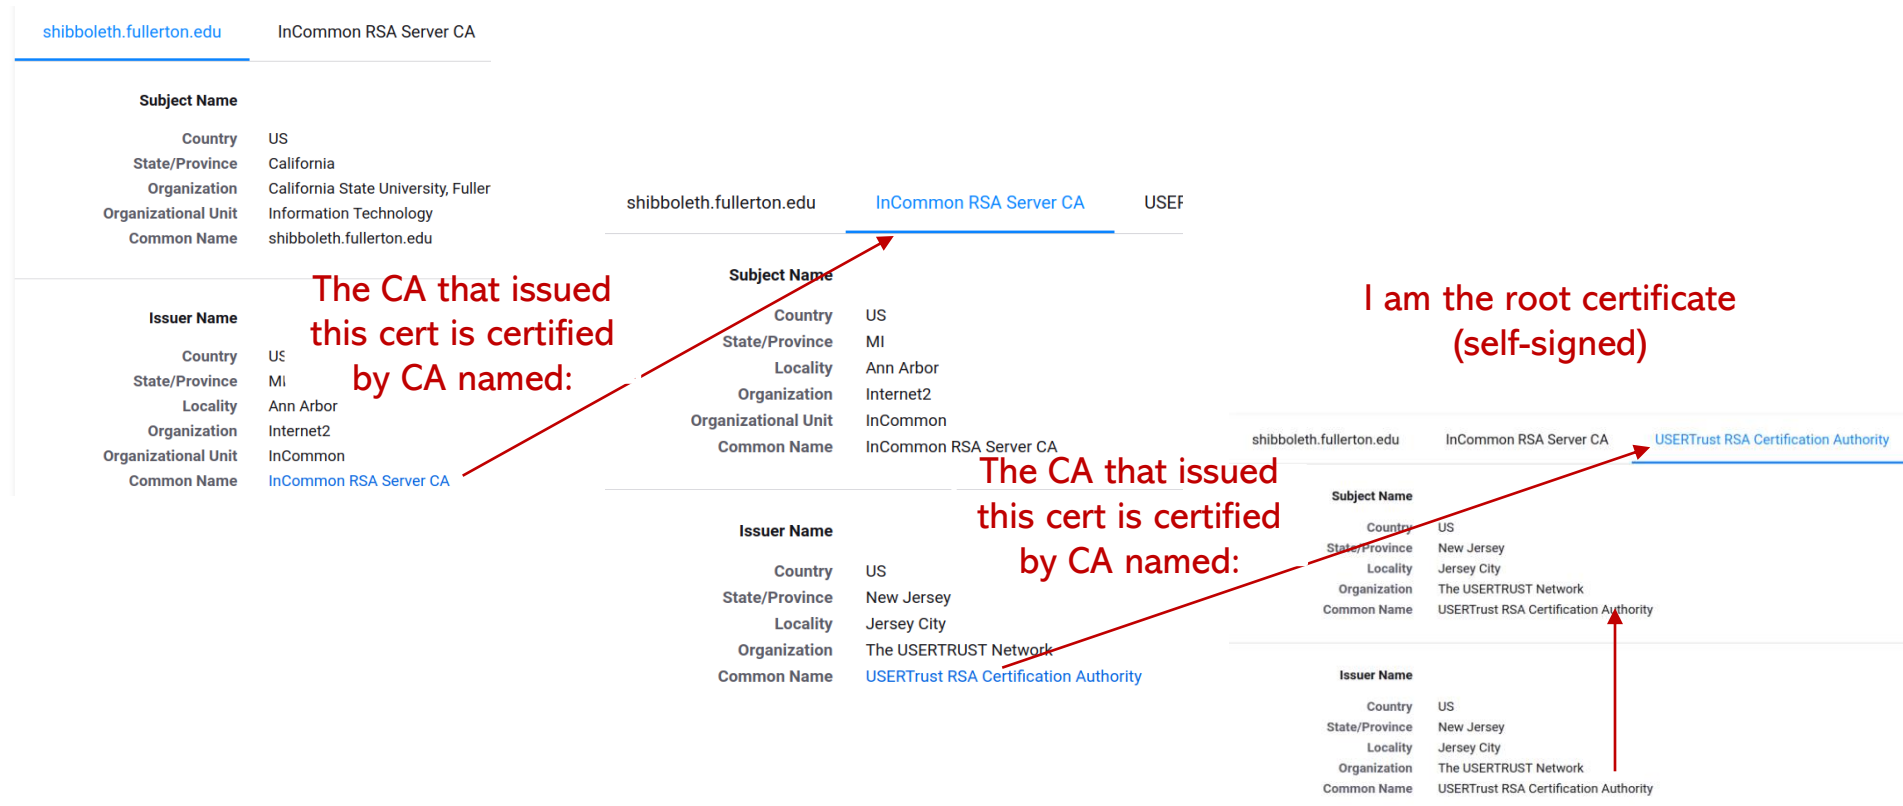 shibboleth.fullerton.edu InCommon RSA Server CA
Subject Name
Country US
State/Province California
Organization California State University, Fuller
Organizational Unit Information Technology
Common Name shibboleth.fullerton.edu
Issuer Name
Country US
State/Province MI
Locality Ann Arbor
Organization Internet2
Organizational Unit InCommon
Common Name InCommon RSA Server CA
The CA that issued
this cert is certified
by CA named:
shibboleth.fullerton.edu InCommon RSA Server CA USER
Subject Name
Country US
State/Province MI
Locality Ann Arbor
Organization Internet2
Organizational Unit InCommon
Common Name InCommon RSA Server CA
Issuer Name
Country US
State/Province New Jersey
Locality Jersey City
Organization The USERTRUST Network
Common Name USERTrust RSA Certification Authority
The CA that issued
this cert is certified
by CA named:
I am the root certificate
(self-signed)
shibboleth.fullerton.edu InCommon RSA Server CA USERTrust RSA Certification Authority
Subject Name
Country US
State/Province New Jersey
Locality Jersey City
Organization The USERTRUST Network
Common Name USERTrust RSA Certification Authority
Issuer Name
Country US
State/Province New Jersey
Locality Jersey City
Organization The USERTRUST Network
Common Name USERTrust RSA Certification Authority